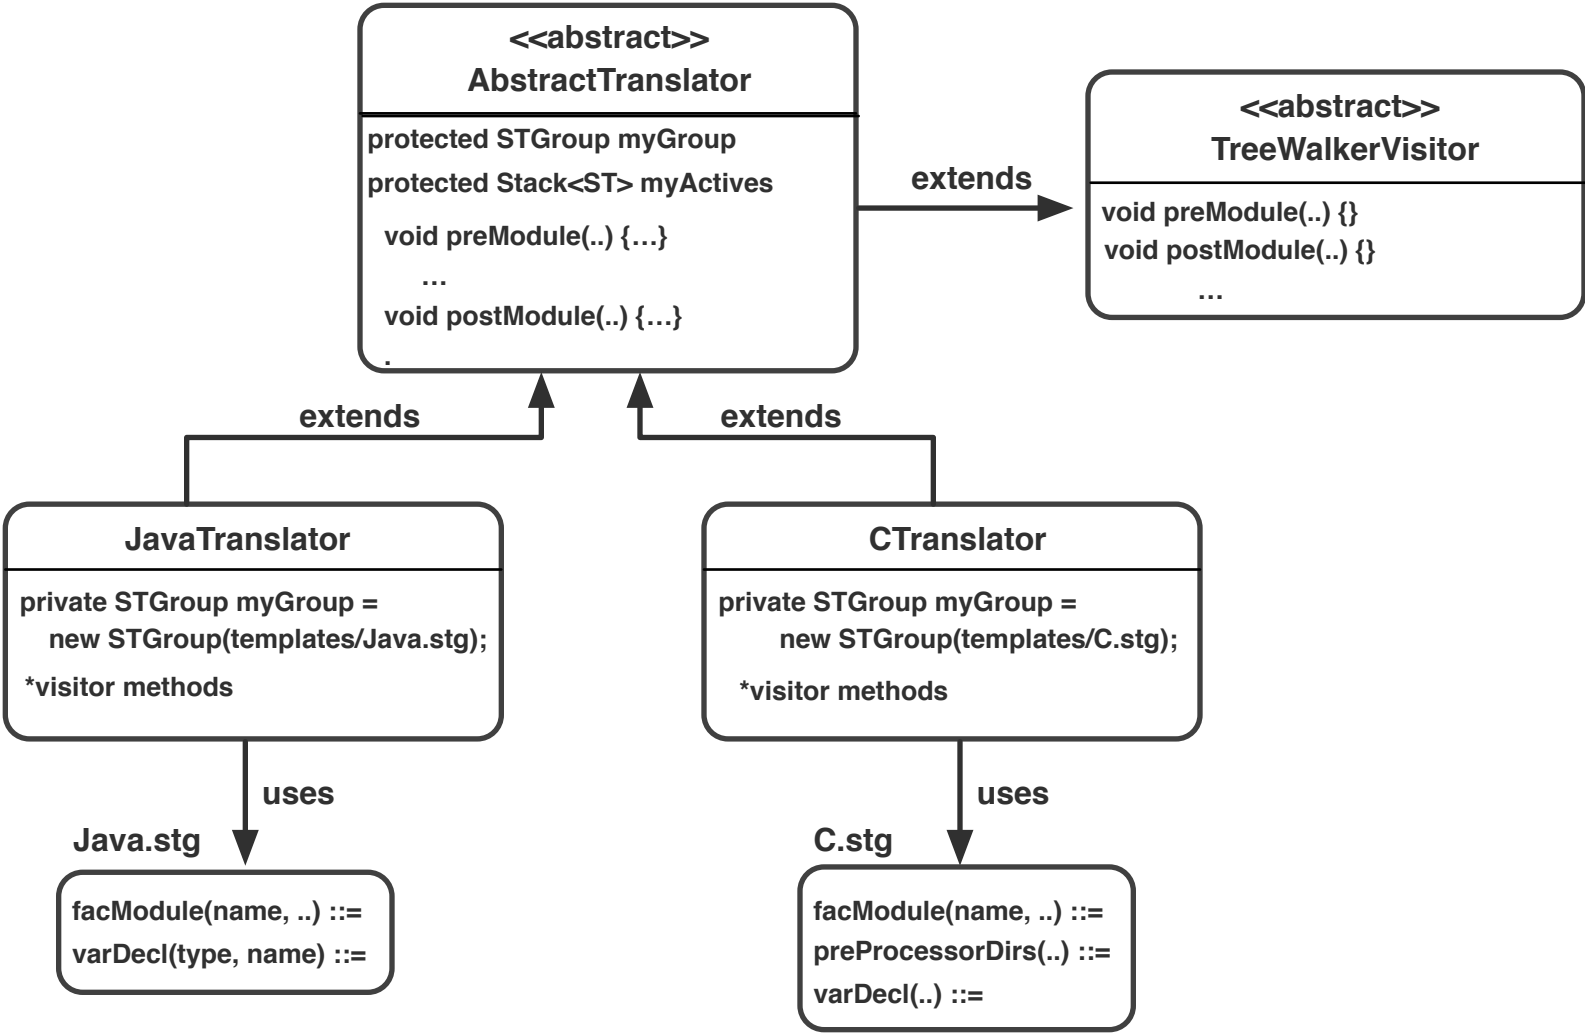 <<abstract>>
AbstractTranslator
protected STGroup myGroup
protected Stack<ST> myActives
void preModule(..) {…}
…
void postModule(..) {…}
.
extends
<<abstract>>
TreeWalkerVisitor
void preModule(..) {}
void postModule(..) {}
…
extends
extends
JavaTranslator
private STGroup myGroup =
new STGroup(templates/Java.stg);
*visitor methods
CTranslator
private STGroup myGroup =
new STGroup(templates/C.stg);
*visitor methods
uses
uses
Java.stg
facModule(name, ..) ::=
varDecl(type, name) ::=
C.stg
facModule(name, ..) ::=
preProcessorDirs(..) ::=
varDecl(..) ::=